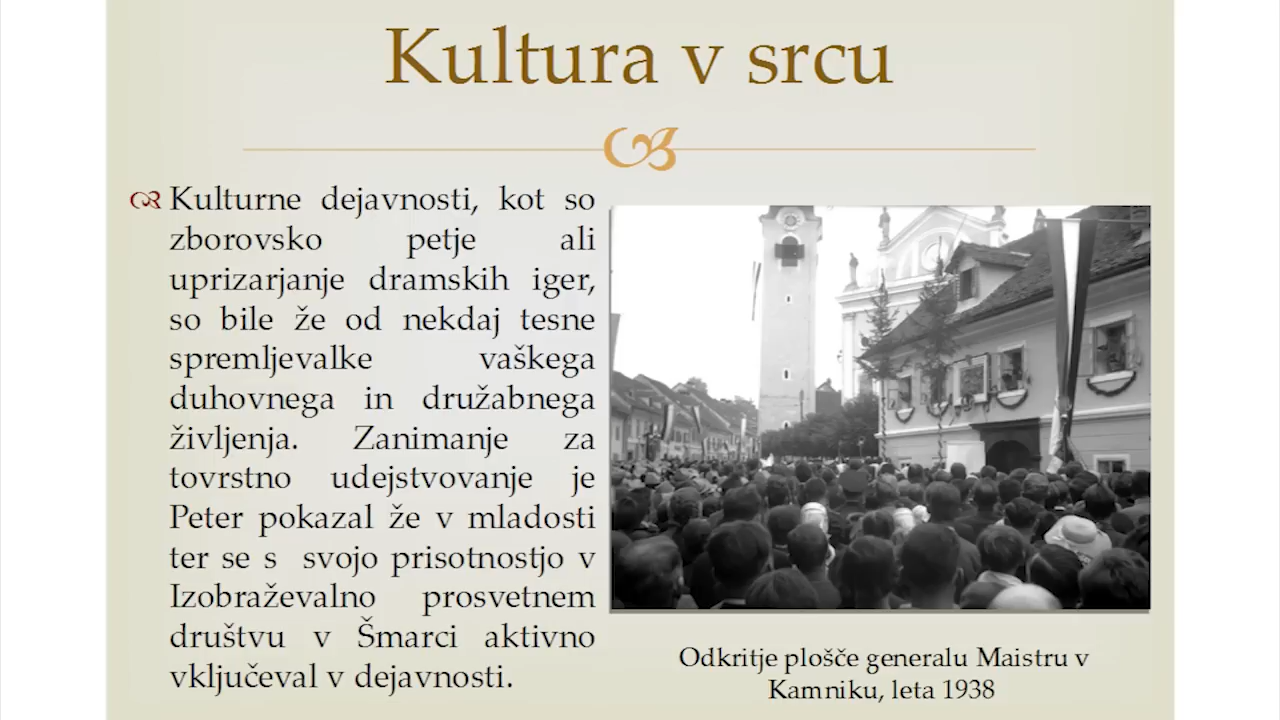 Kultura v srcu
Kulturne dejavnosti, kot so
zborovsko petje ali
uprizarjanje dramskih iger,
so bile že od nekdaj tesne
spremljevalke vaškega
duhovnega in družabnega
življenja. Zanimanje za
tovrstno udejstvovanje je
Peter pokazal že v mladosti
ter se s svojo prisotnostjo v
Izobraževalno prosvetnem
društvu v Šmarci aktivno
vključeval v dejavnosti.
Odkritje plošče generalu Maistru v
Kamniku, leta 1938